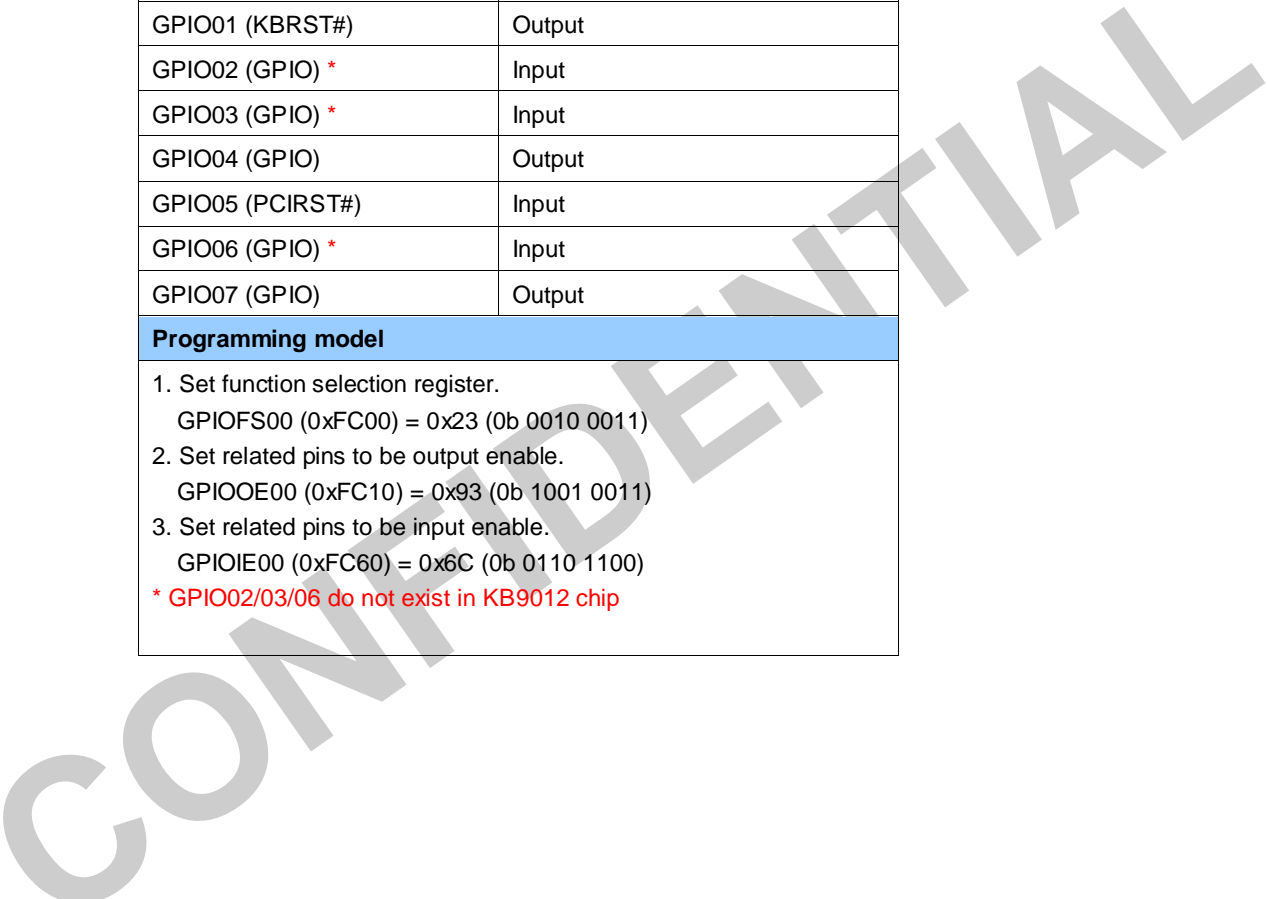 GPIO01 (KBRST#) Output
GPIO02 (GPIO) * Input
GPIO03 (GPIO) * Input
GPIO04 (GPIO) Output
GPIO05 (PCIRST#) Input
GPIO06 (GPIO) * Input
GPIO07 (GPIO) Output
Programming model
1. Set function selection register.
GPIOFS00 (0xFC00) = 0x23 (0b 0010 0011)
2. Set related pins to be output enable.
GPIOOE00 (0xFC10) = 0x93 (0b 1001 0011)
3. Set related pins to be input enable.
GPIOIE00 (0xFC60) = 0x6C (0b 0110 1100)
* GPIO02/03/06 do not exist in KB9012 chip
CONFIDENTIAL